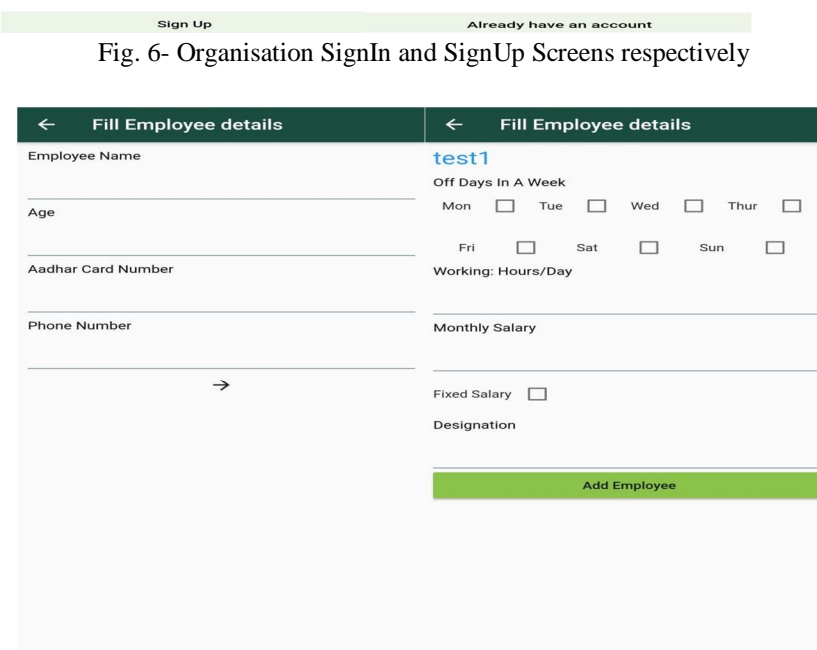 Sign Up
Already have an account
Fig. 6- Organisation SignIn and SignUp Screens respectively
Fill Employee details
Employee Name
Age
Aadhar Card Number
Phone Number
Fill Employee details
test1
Off Days In A Week
Mon Tue Wed Thur
Fri Sat Sun
Working: Hours/Day
Monthly Salary
Fixed Salary
Designation
Add Employee